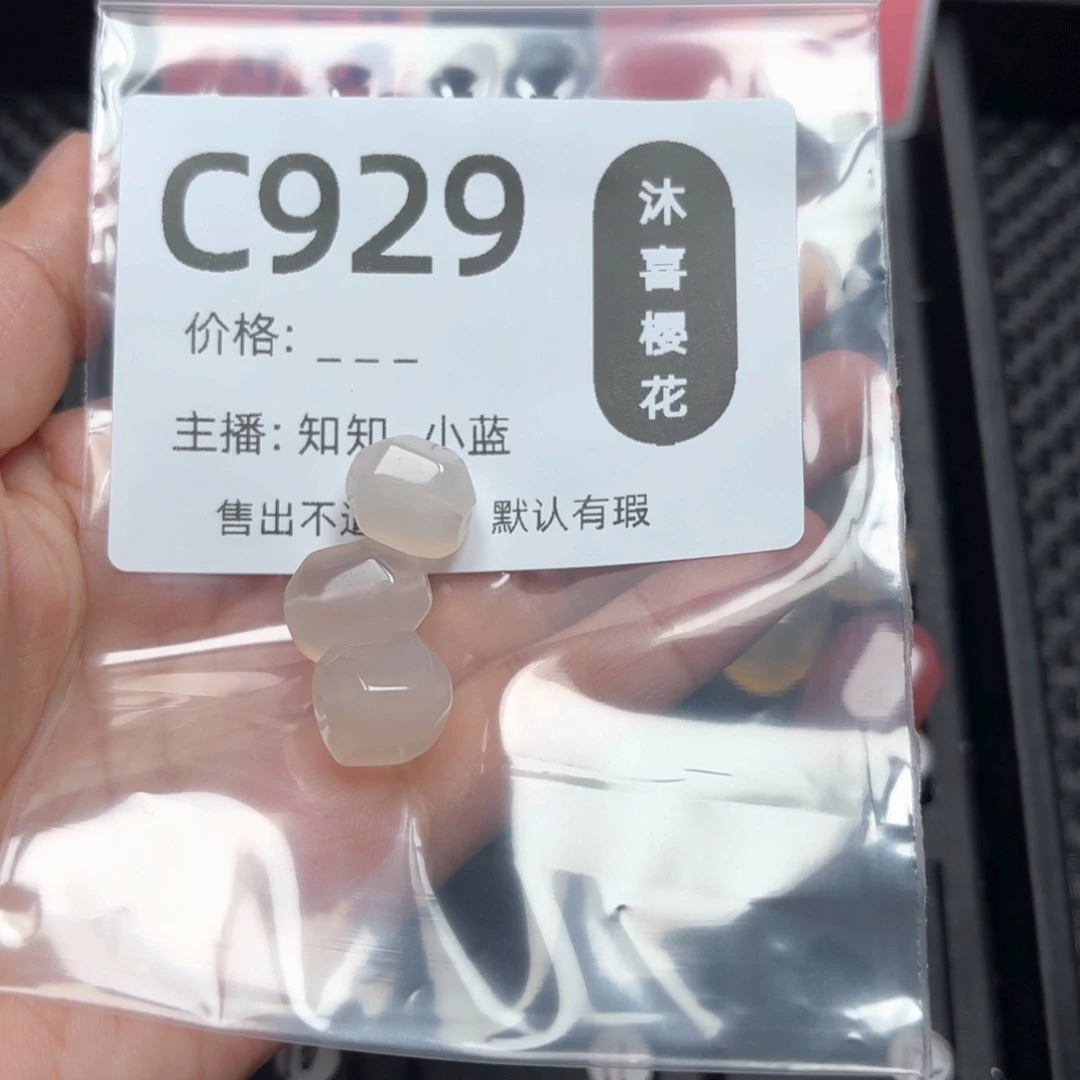 C929
价格: _ _ _
主播: 知知 小蓝
售出不
默认有瑕
沐喜樱花